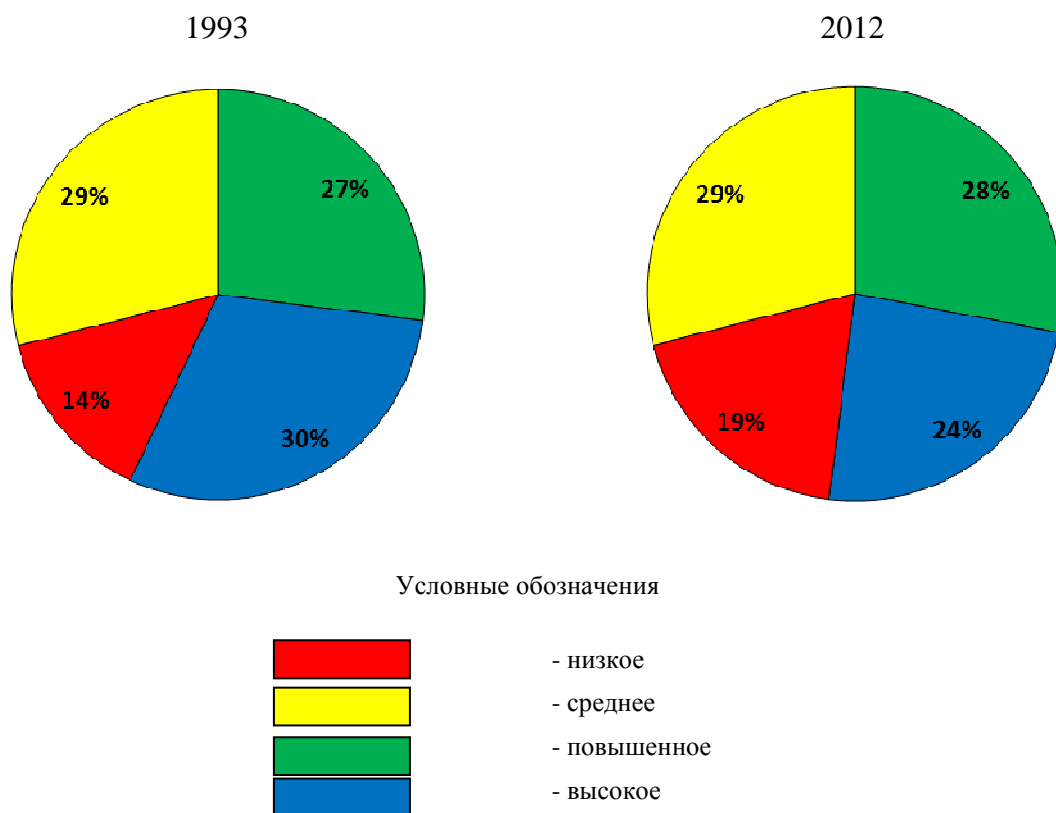 1993
2012
29%
27%
14%
30%
29%
28%
19%
24%
Условные обозначения
- низкое
- среднее
- повышенное
- высокое